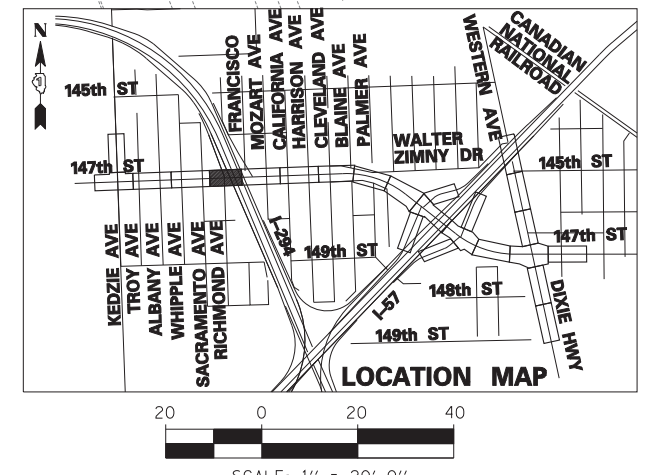 N
FRANCISCO
MOZART AVE
CALIFORNIA AVE
HARRISON AVE
CLEVELAND AVE
BLAINE AVE
PALMER AVE
WESTERN AVE
CANADIAN
NATIONAL
RAILROAD
145th ST
WALTER
ZIMNY DR
147th ST
145th ST
KEDZIE AVE
TROY AVE
ALBANY AVE
WHIPPLE AVE
SACRAMENTO AVE
RICHMOND AVE
I-294
149th ST
147th ST
I-57
148th ST
149th ST
DIXIE HWY
LOCATION MAP
20 0 20 40